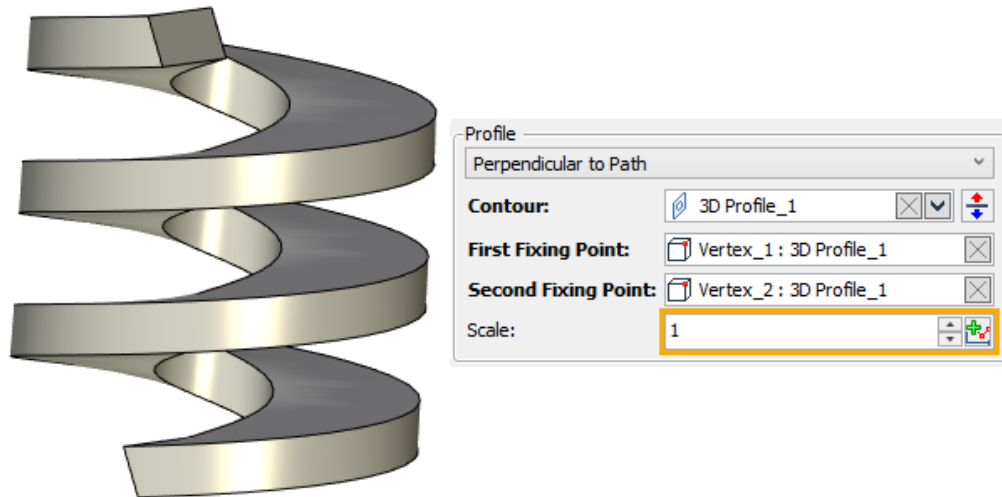 Profile
Perpendicular to Path
Contour: 3D Profile_1
First Fixing Point: Vertex_1 : 3D Profile_1
Second Fixing Point: Vertex_2 : 3D Profile_1
Scale: 1